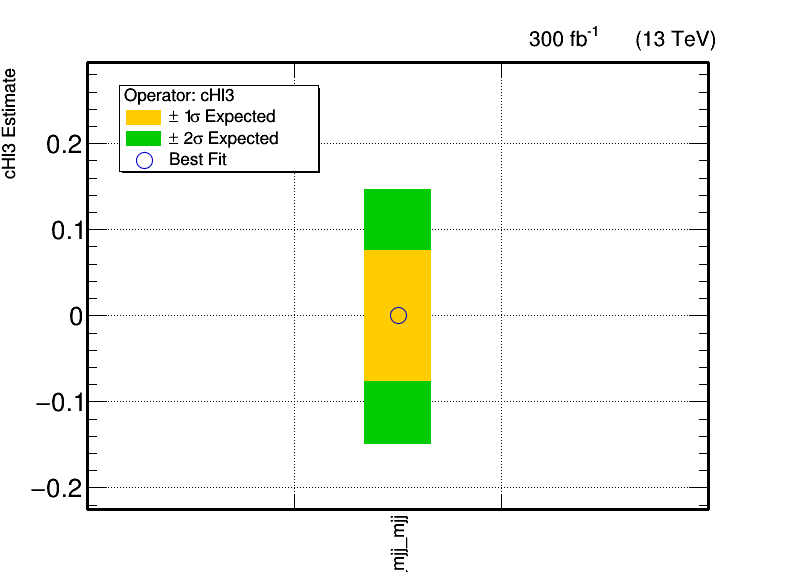 300 fb-1 (13 TeV)
cHl3 Estimate
Operator: cHl3
± 1σ Expected
± 2σ Expected
Best Fit
0.2
0.1
0
−0.1
−0.2
_mjj_mjj